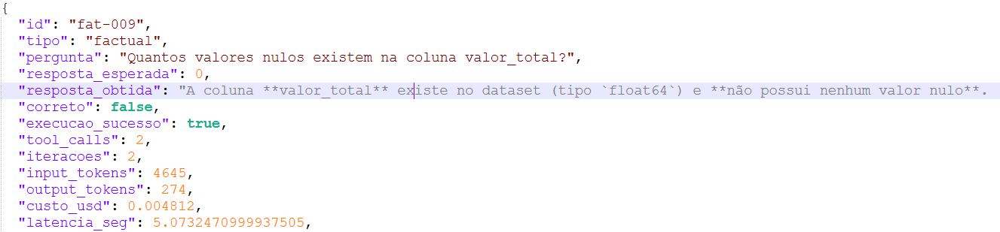 {
"id": "fat-009",
"tipo": "factual",
"pergunta": "Quantos valores nulos existem na coluna valor_total?",
"resposta_esperada": 0,
"resposta_obtida": "A coluna **valor_total** existe no dataset (tipo `float64`) e **não possui nenhum valor nulo**.
"correto": false,
"execucao_sucesso": true,
"tool_calls": 2,
"iteracoes": 2,
"input_tokens": 4645,
"output_tokens": 274,
"custo_usd": 0.004812,
"latencia_seg": 5.0732470999937505,